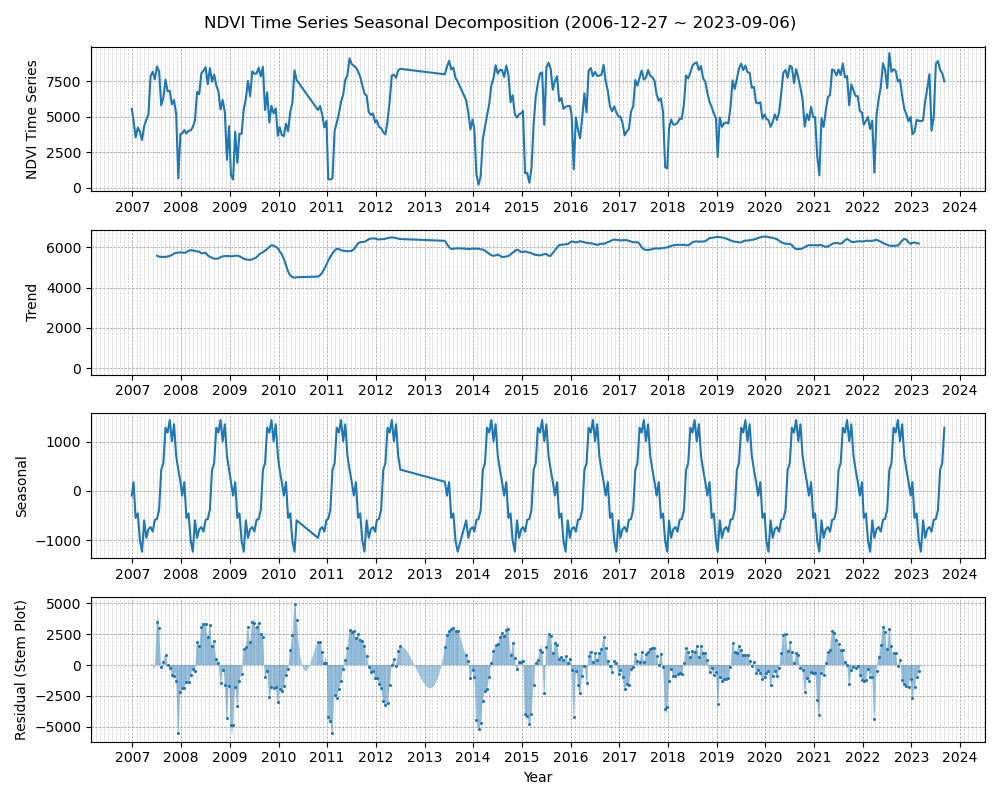 NDVI Time Series Seasonal Decomposition (2006-12-27 ~ 2023-09-06)
NDVI Time Series
7500
5000
2500
0
2007 2008 2009 2010 2011 2012 2013 2014 2015 2016 2017 2018 2019 2020 2021 2022 2023 2024
Trend
6000
4000
2000
0
2007 2008 2009 2010 2011 2012 2013 2014 2015 2016 2017 2018 2019 2020 2021 2022 2023 2024
Seasonal
1000
0
−1000
2007 2008 2009 2010 2011 2012 2013 2014 2015 2016 2017 2018 2019 2020 2021 2022 2023 2024
Residual (Stem Plot)
5000
2500
0
−2500
−5000
2007 2008 2009 2010 2011 2012 2013 2014 2015 2016 2017 2018 2019 2020 2021 2022 2023 2024
Year